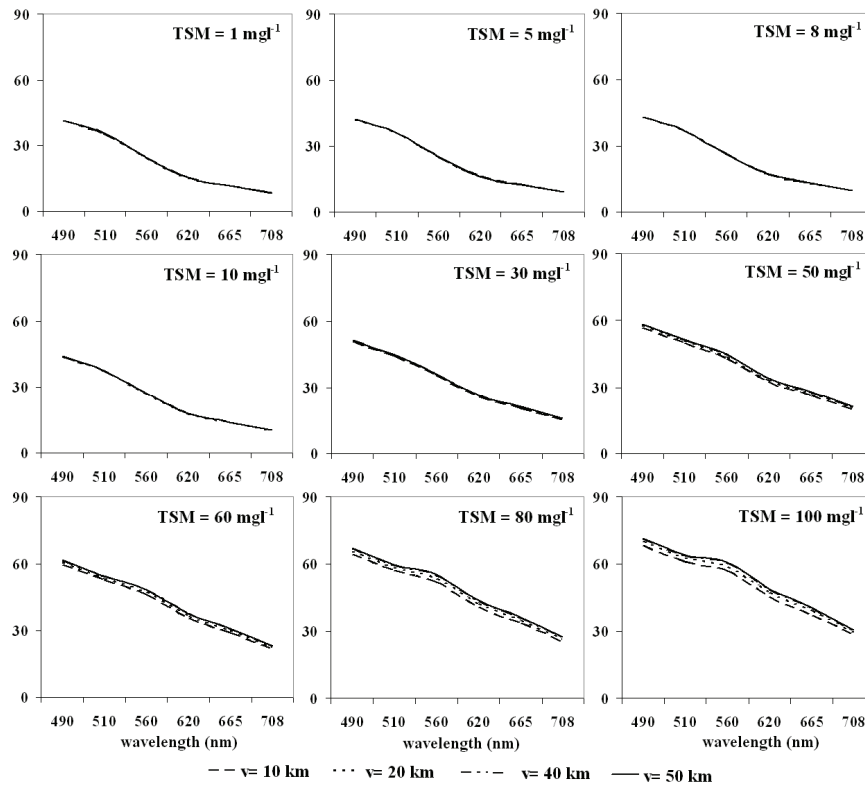 TSM = 1 mgl-1
TSM = 5 mgl-1
TSM = 8 mgl-1
90
60
30
0
490 510 560 620 665 708
90
60
30
0
490 510 560 620 665 708
90
60
30
0
490 510 560 620 665 708
TSM = 10 mgl-1
TSM = 30 mgl-1
TSM = 50 mgl-1
90
60
30
0
490 510 560 620 665 708
90
60
30
0
490 510 560 620 665 708
90
60
30
0
490 510 560 620 665 708
TSM = 60 mgl-1
TSM = 80 mgl-1
TSM = 100 mgl-1
90
60
30
0
490 510 560 620 665 708
90
60
30
0
490 510 560 620 665 708
90
60
30
0
490 510 560 620 665 708
wavelength (nm)
wavelength (nm)
wavelength (nm)
v= 10 km v= 20 km v= 40 km v= 50 km